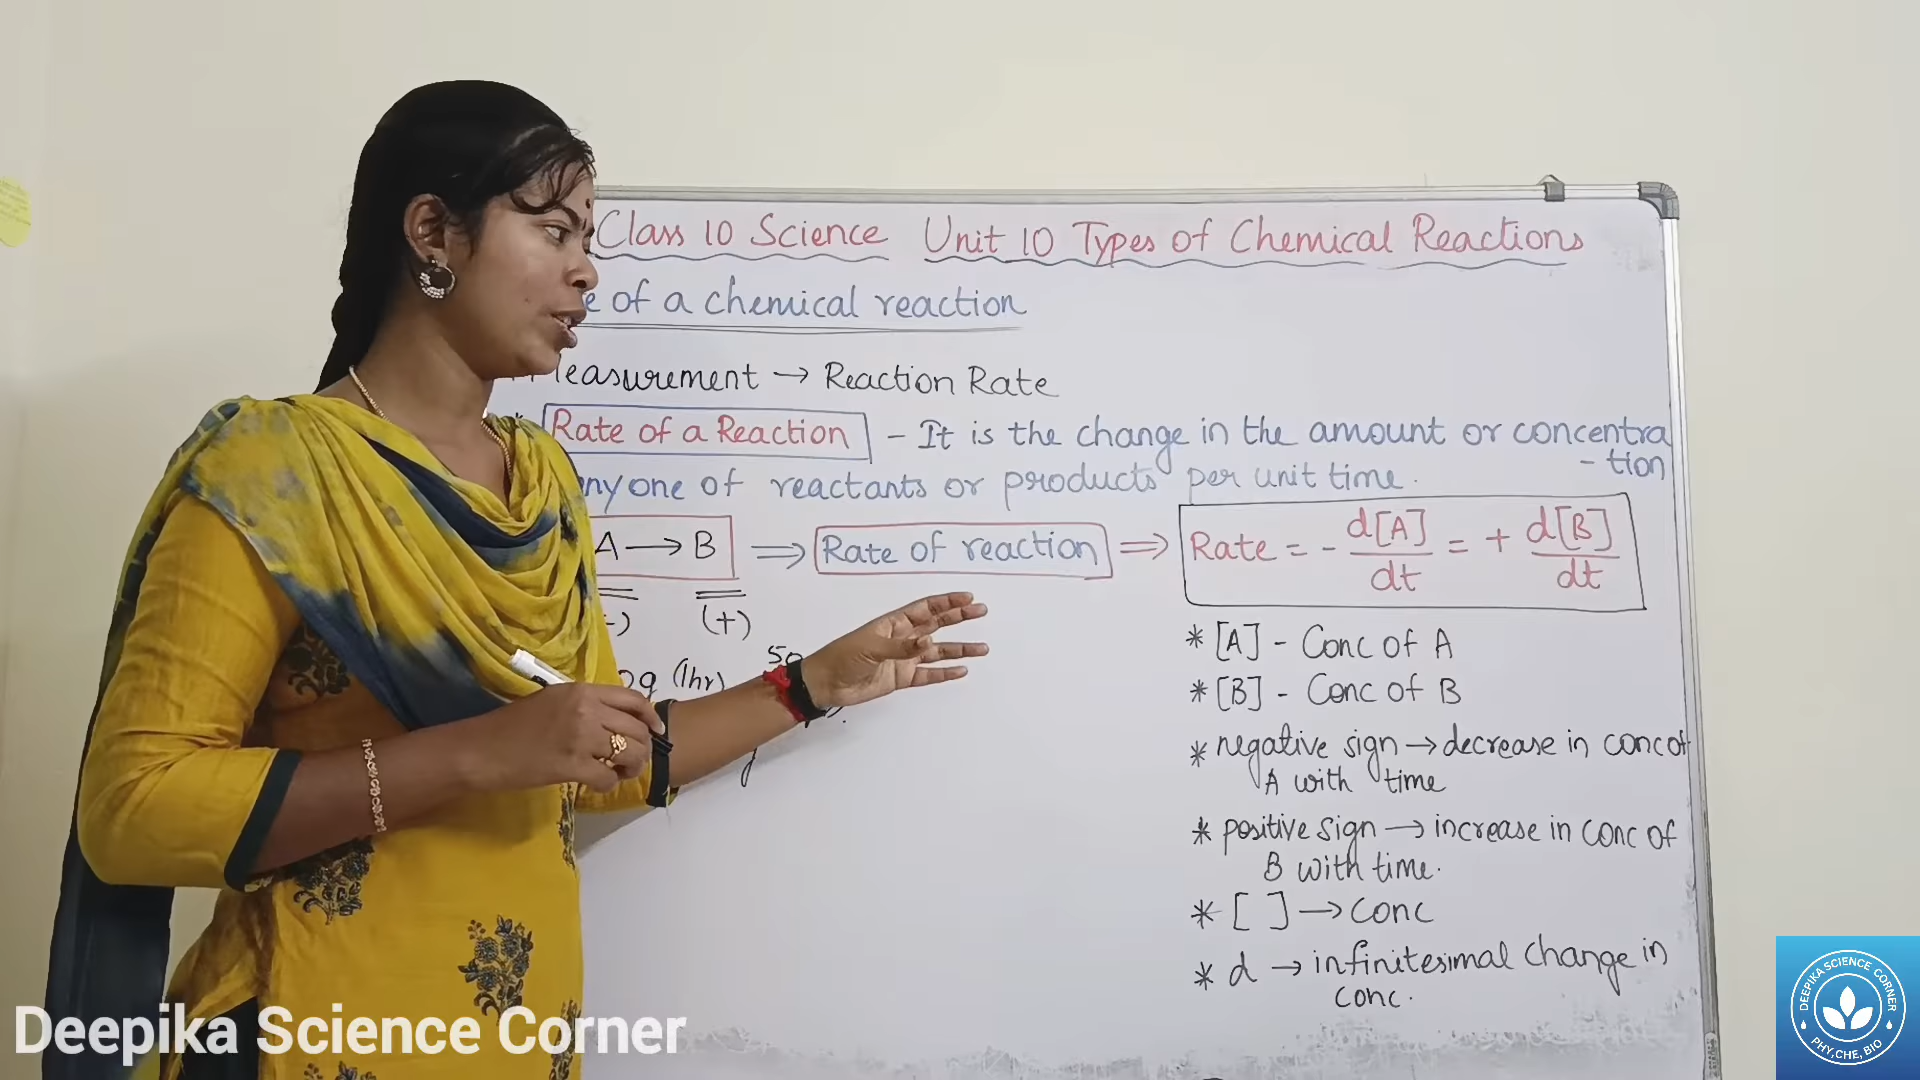 Class 10 Science Unit 10 Types of Chemical Reactions
e of a chemical reaction
Measurement → Reaction Rate
* Rate of a Reaction - It is the change in the amount or concentra
- tion
anyone of reactants or products per unit time.
A → B ⇒ Rate of reaction ⇒ Rate = - d[A]/dt = + d[B]/dt
(-) (+)
(1hr) 50
* [A] - Conc of A
* [B] - Conc of B
* negative sign → decrease in conc of
A with time
* positive sign → increase in conc of
B with time.
* [ ] → conc
* d → infinitesimal change in
conc.
Deepika Science Corner
DEEPIKA SCIENCE CORNER
PHY,CHE,BIO